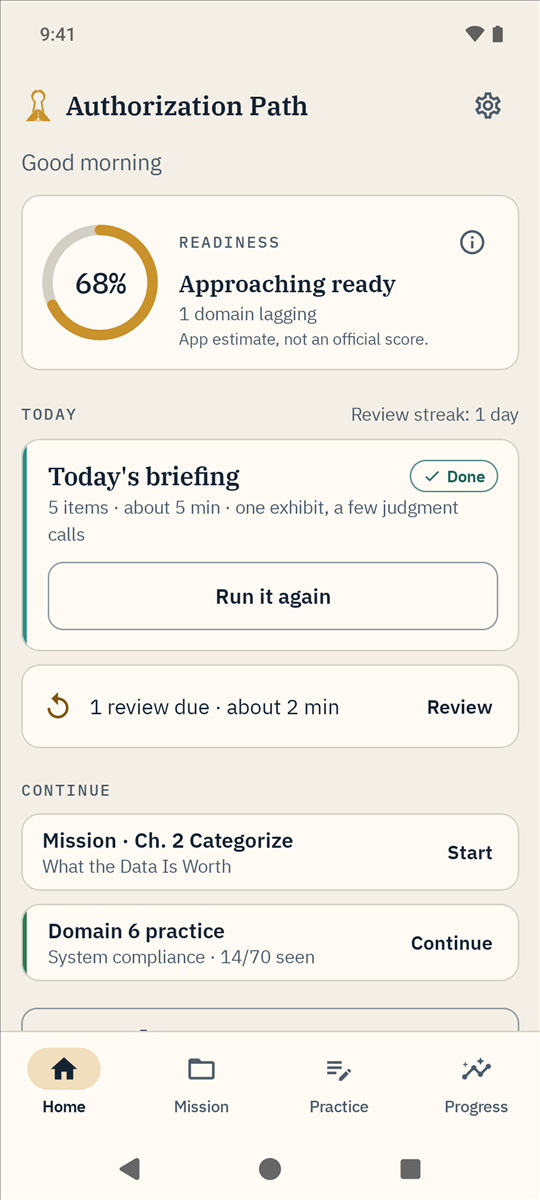 9:41
Authorization Path
Good morning
68%
READINESS
Approaching ready
1 domain lagging
App estimate, not an official score.
TODAY
Review streak: 1 day
Today's briefing
Done
5 items · about 5 min · one exhibit, a few judgment
calls
Run it again
1 review due · about 2 min
Review
CONTINUE
Mission · Ch. 2 Categorize
What the Data Is Worth
Start
Domain 6 practice
System compliance · 14/70 seen
Continue
Home
Mission
Practice
Progress